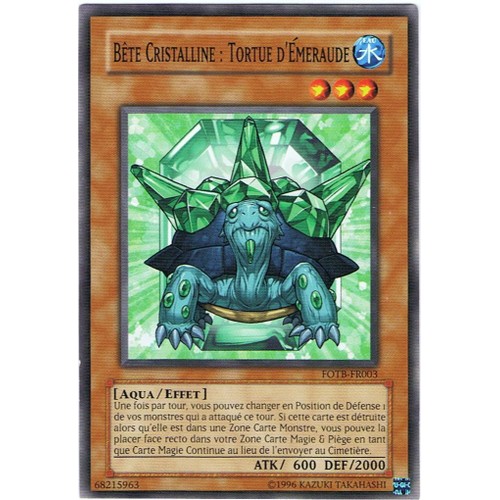 BÊTE CRISTALLINE : TORTUE D'ÉMERAUDE
水
FOTB-FR003
[AQUA / EFFET]
Une fois par tour, vous pouvez changer en Position de Défense 1
de vos monstres qui a attaqué ce tour. Si cette carte est détruite
alors qu'elle est dans une Zone Carte Monstre, vous pouvez la
placer face recto dans votre Zone Carte Magie & Piège en tant
que Carte Magie Continue au lieu de l'envoyer au Cimetière.
ATK/ 600 DEF/2000
68215963
©1996 KAZUKI TAKAHASHI